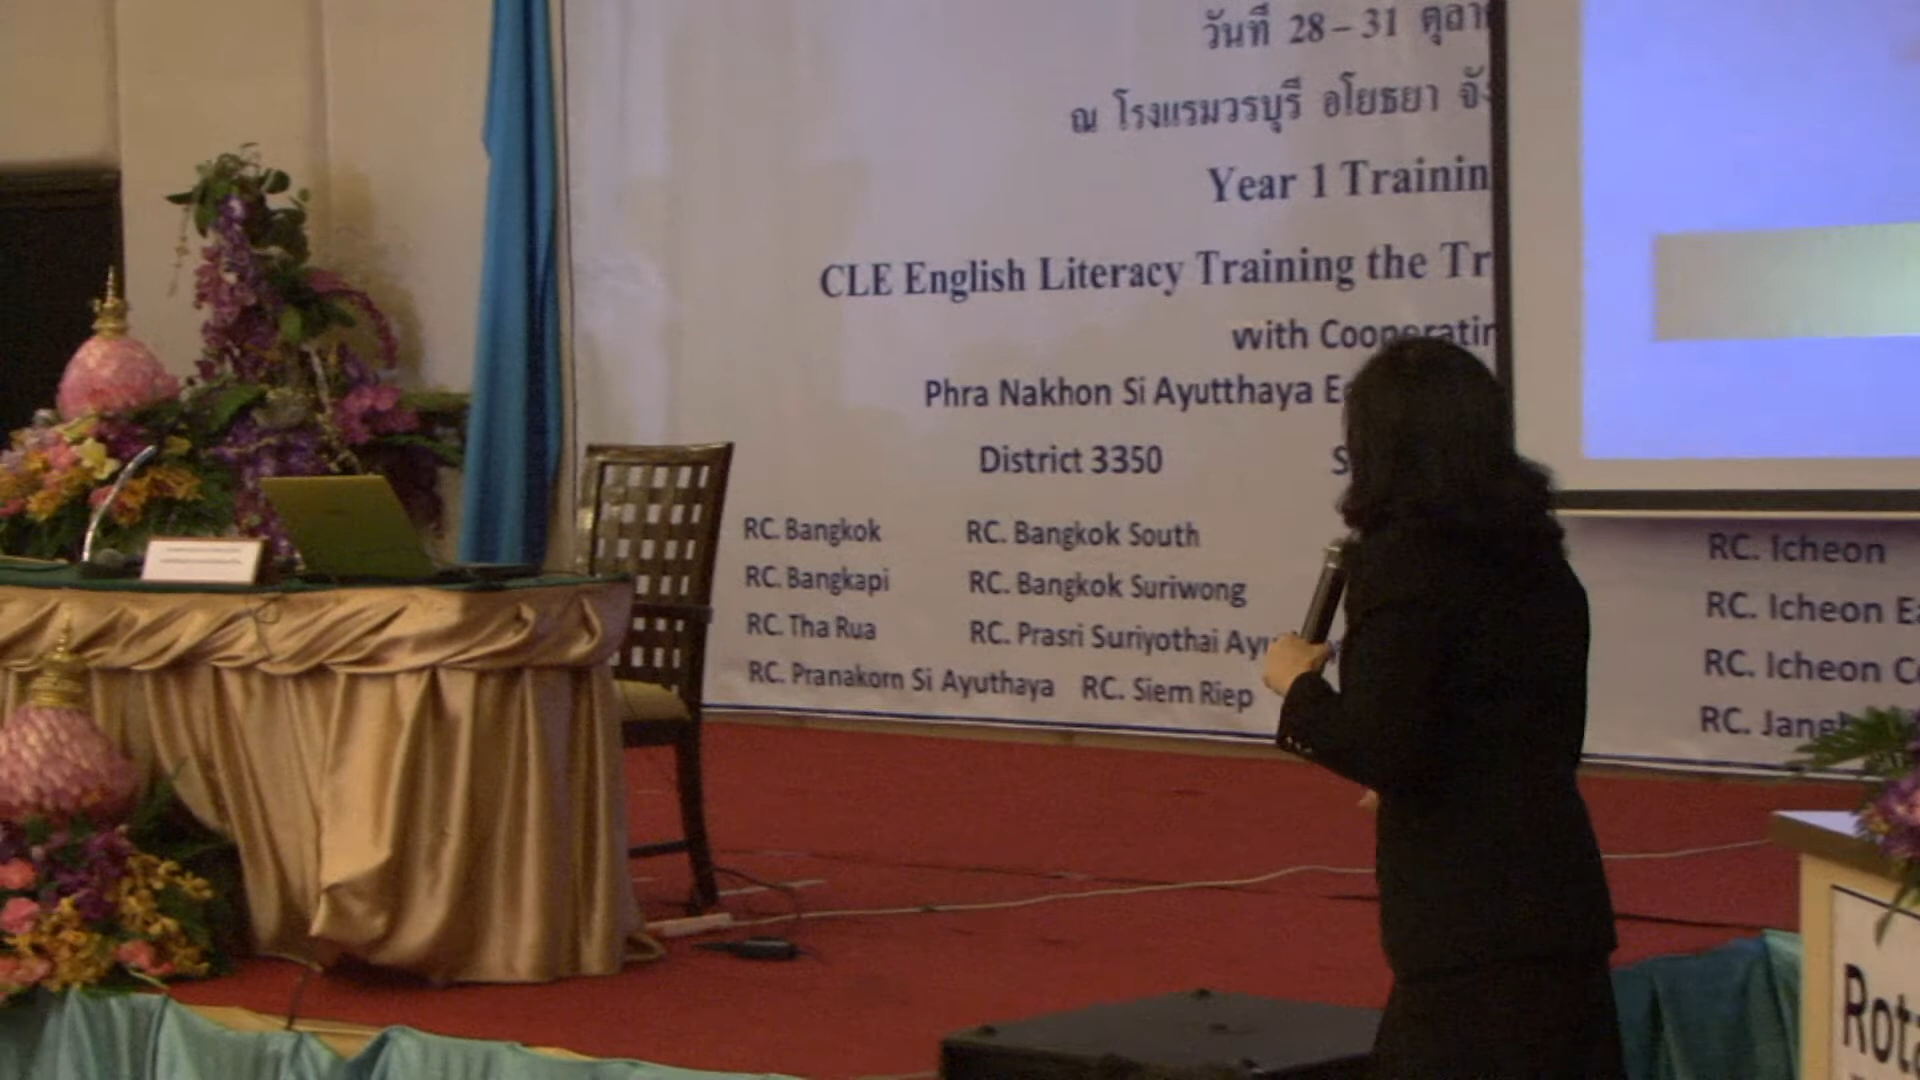 วันที่ 28 – 31 ตุลา
ณ โรงแรมวรบุรี อโยธยา จั
Year 1 Trainin
CLE English Literacy Training the Tr
with Cooperatin
Phra Nakhon Si Ayutthaya E
District 3350 S
RC. Bangkok RC. Bangkok South RC. Icheon
RC. Bangkapi RC. Bangkok Suriwong RC. Icheon Ea
RC. Tha Rua RC. Prasri Suriyothai Ayu RC. Icheon C
RC. Pranakorn Si Ayuthaya RC. Siem Riep RC. Jang
Rota